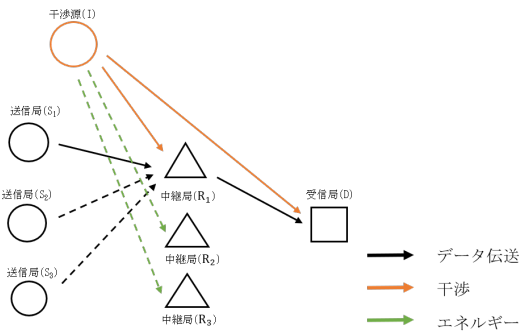 干渉源(I)
送信局(S₁)
送信局(S₂)
中継局(R₁)
受信局(D)
中継局(R₂)
送信局(S₃)
中継局(R₃)
データ伝送
干渉
エネルギー